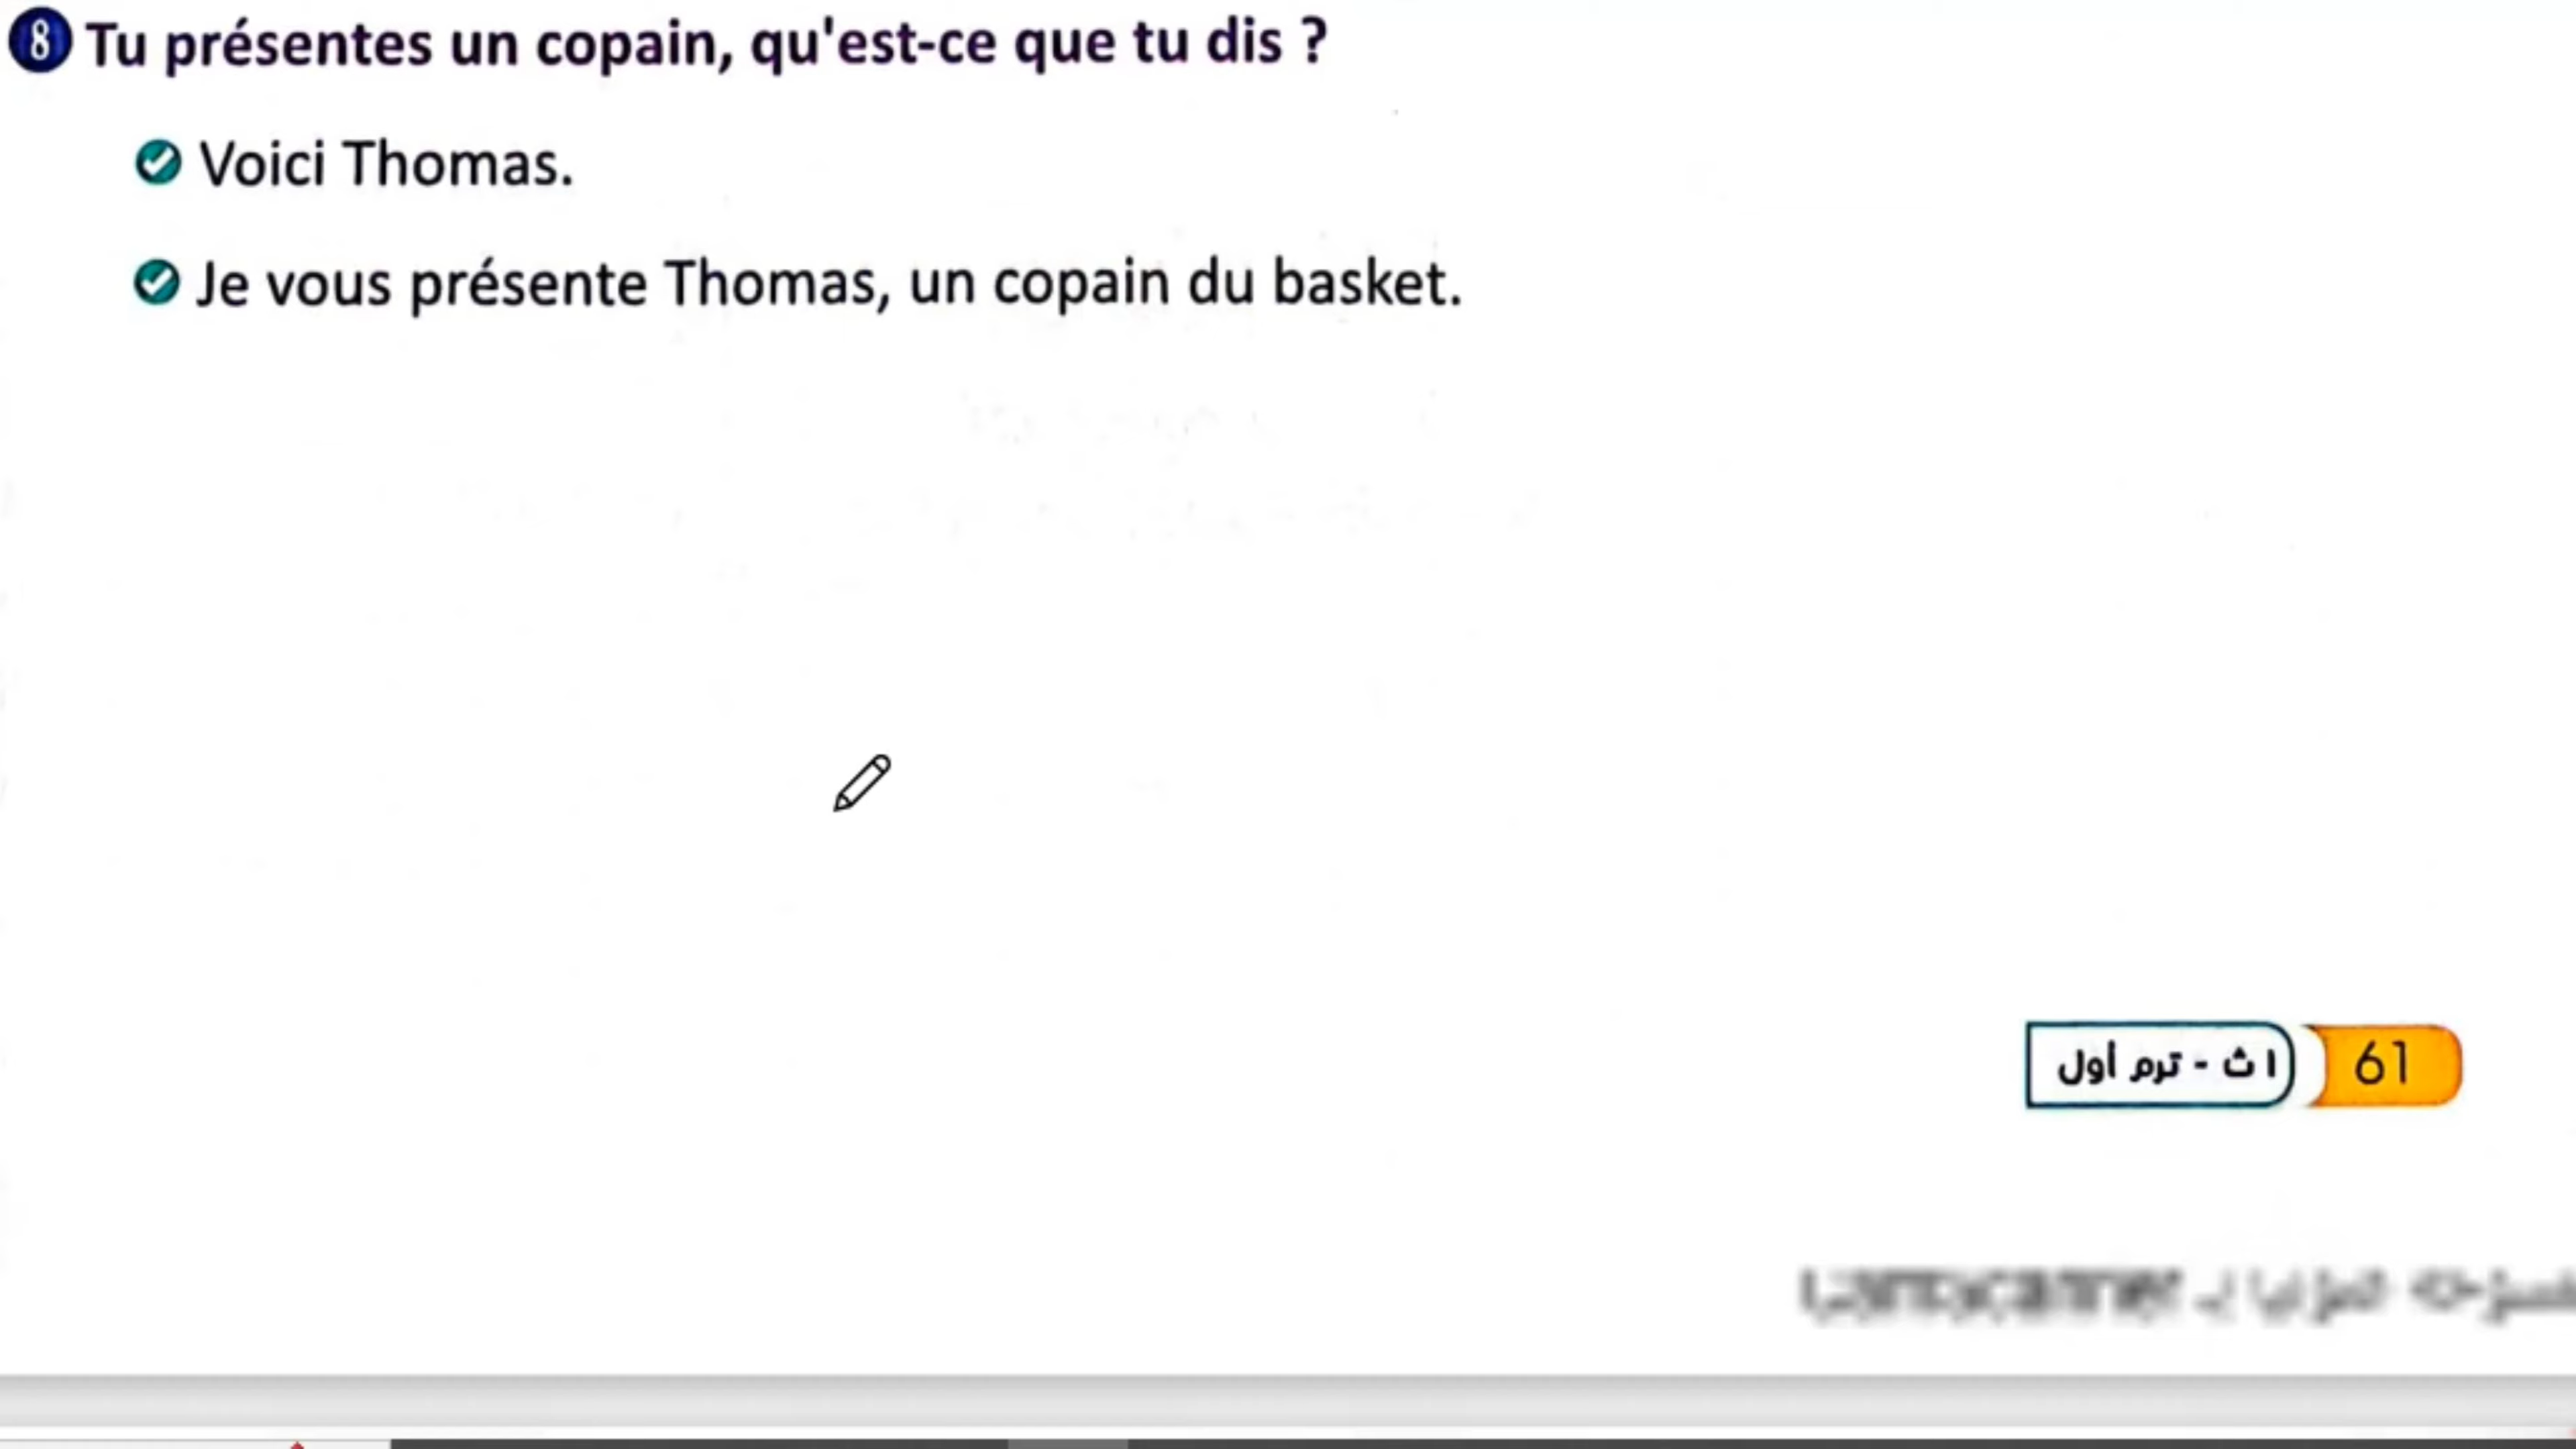 8 Tu présentes un copain, qu'est-ce que tu dis ?
Voici Thomas.
Je vous présente Thomas, un copain du basket.
١ ث - ترم أول 61